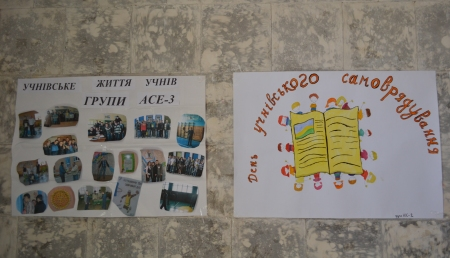 УЧНІВСЬКЕ ЖИТТЯ УЧНІВ
ГРУПИ АСЕ-3
День учнівського самоврядування